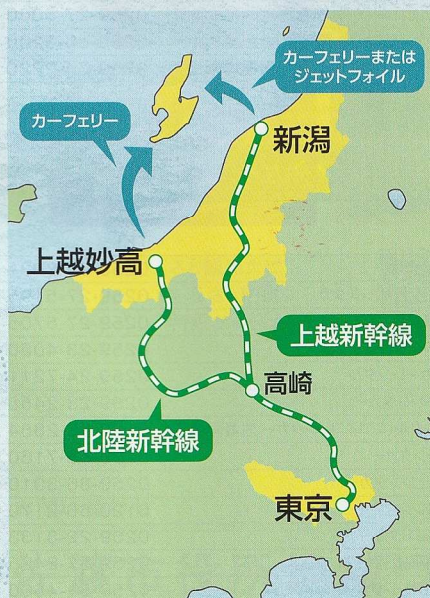 カーフェリーまたは
ジェットフォイル
カーフェリー
新潟
上越妙高
上越新幹線
高崎
北陸新幹線
東京